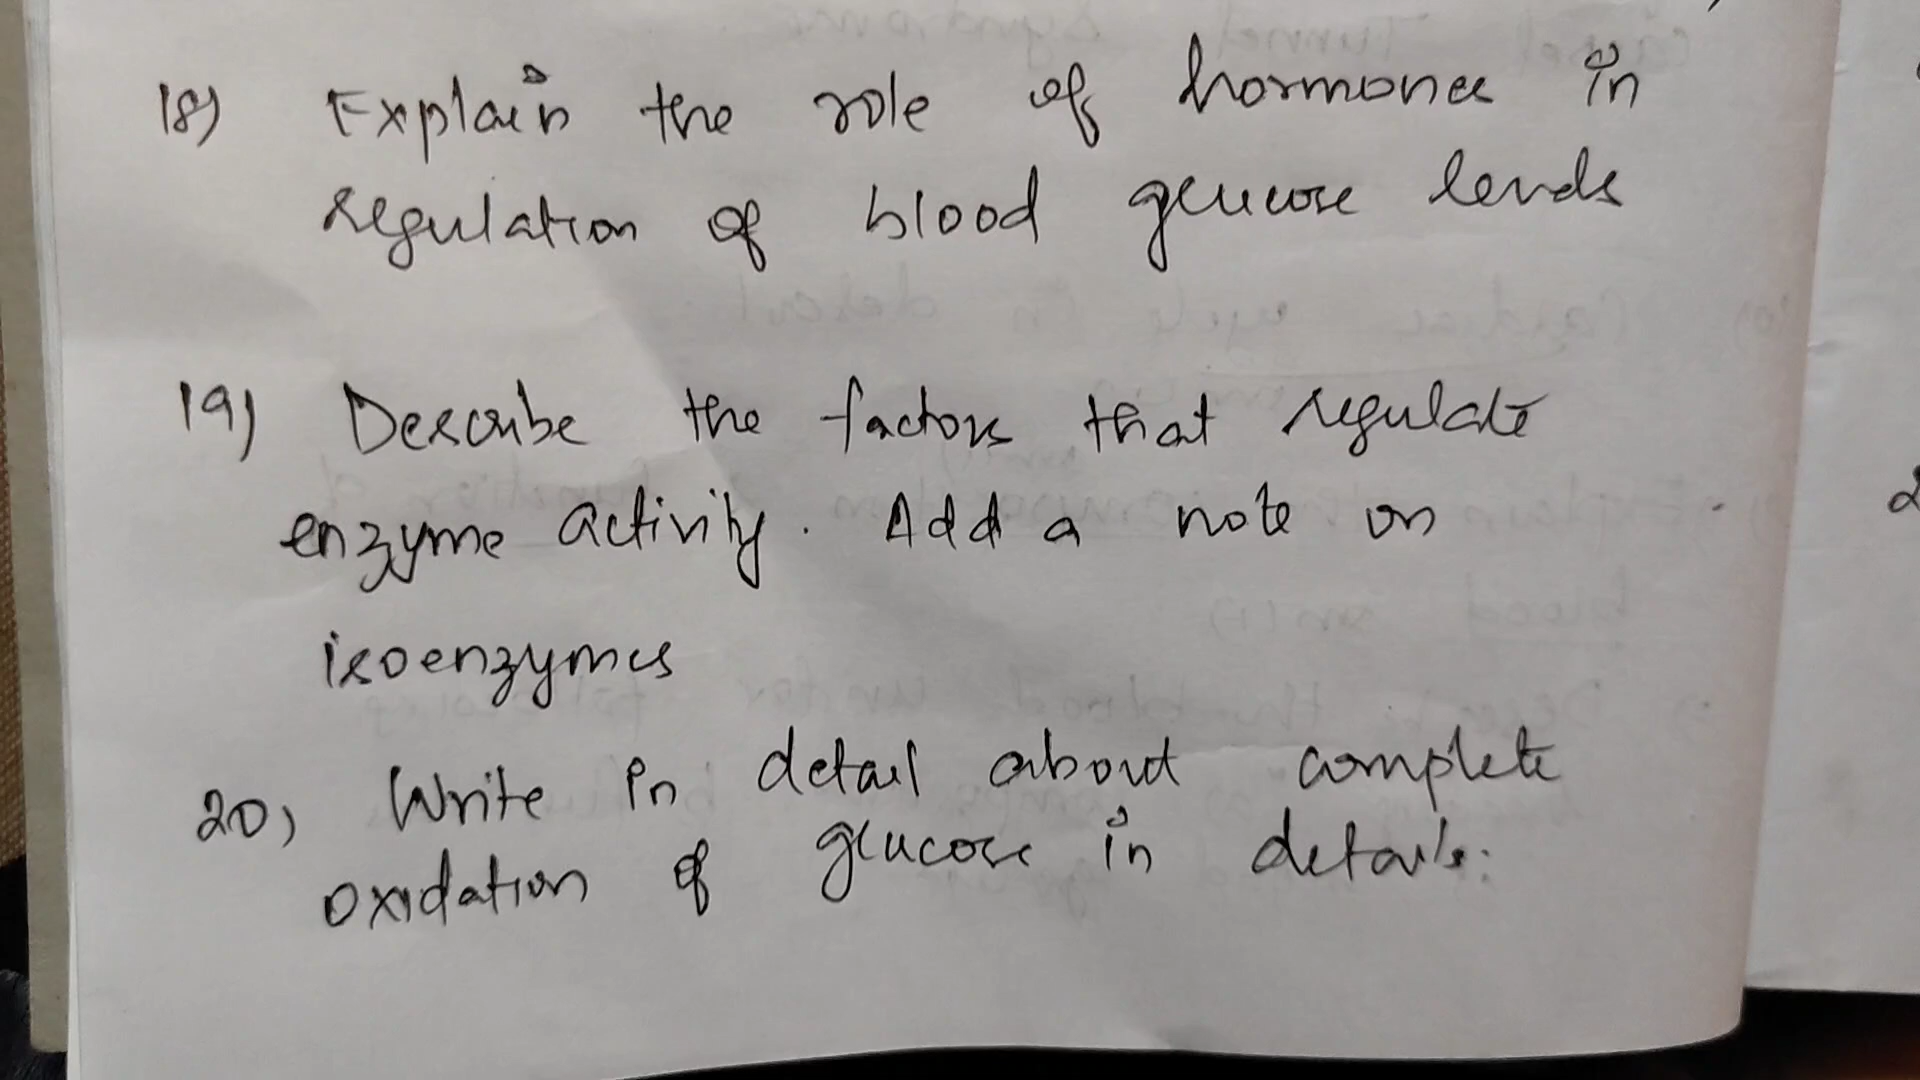 18) Explain the role of hormones in
regulation of blood glucose levels
19) Describe the factors that regulate
enzyme activity. Add a note on
isoenzymes
20) Write in detail about complete
oxidation of glucose in details.